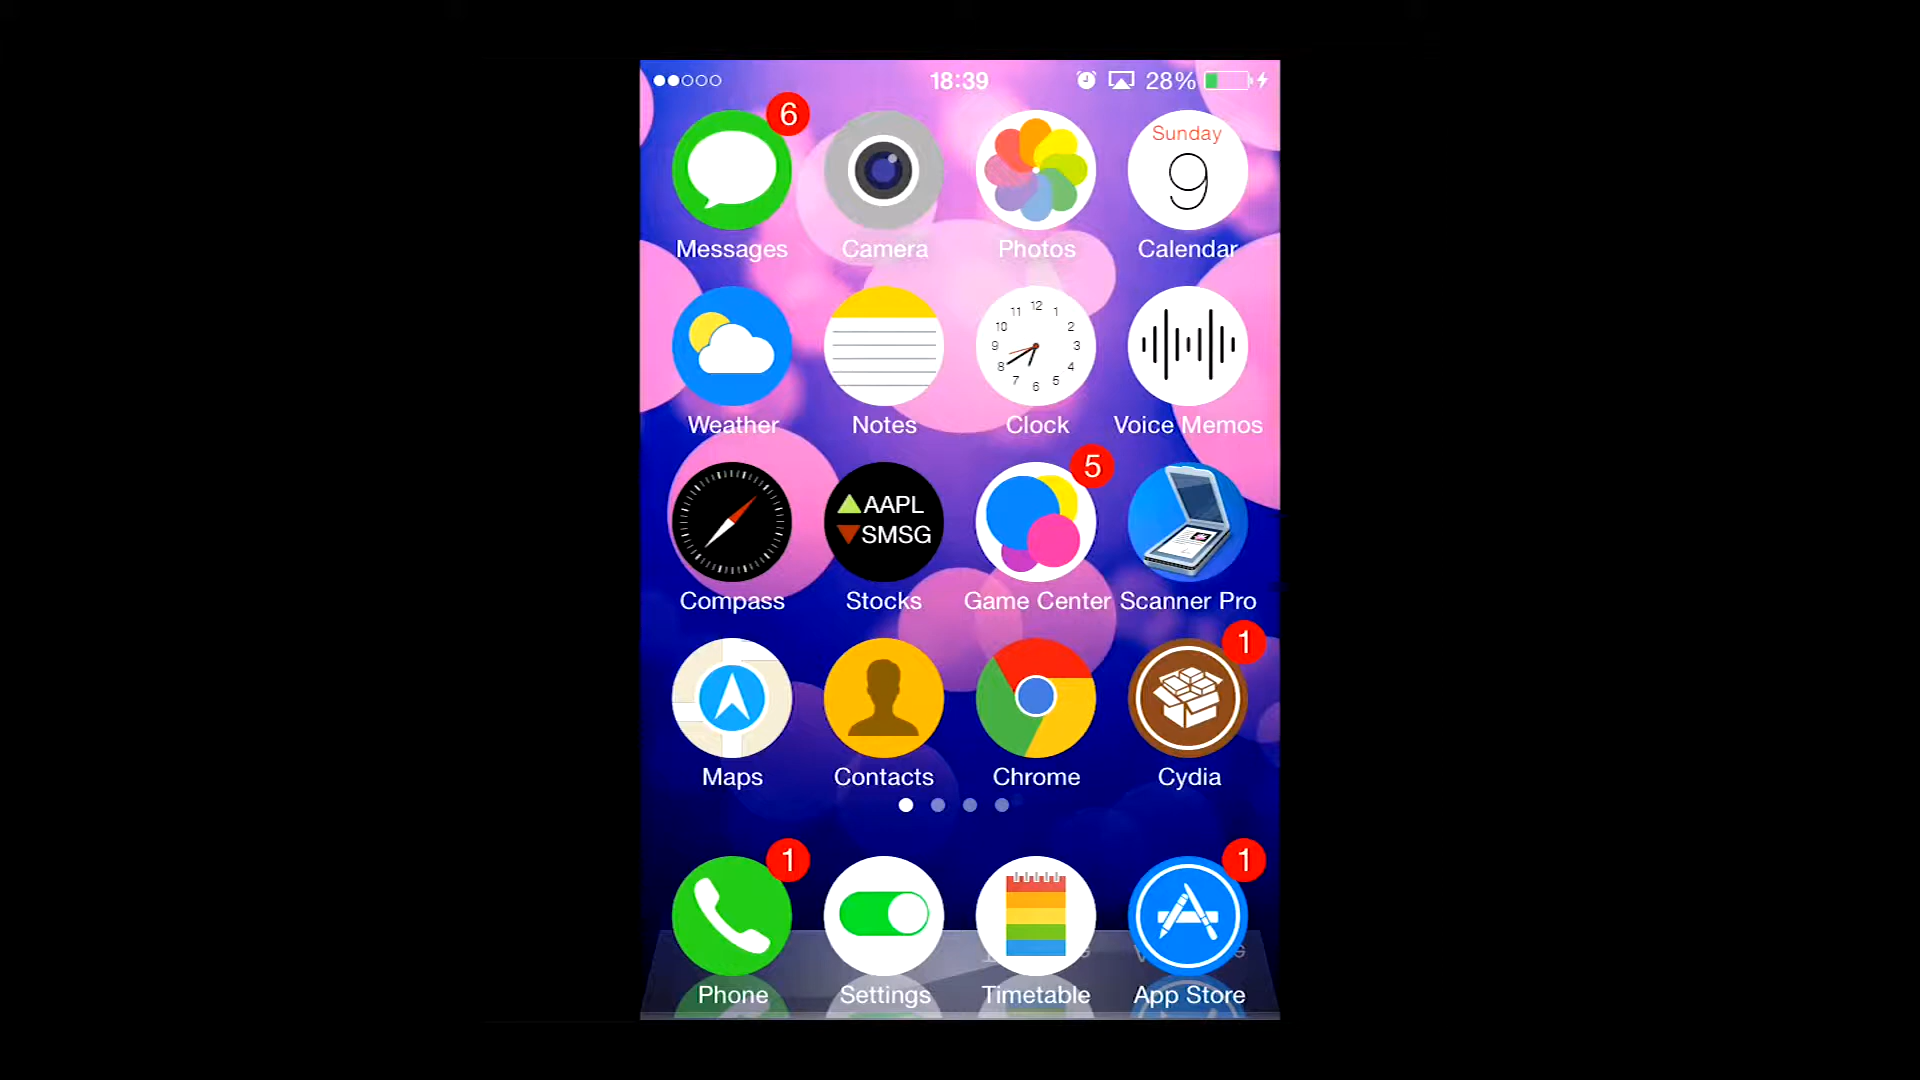 18:39 28%
6
Sunday
9
Messages Camera Photos Calendar
12
11 1
10 2
9 3
8 4
7 5
6
Weather Notes Clock Voice Memos
5
AAPL
SMSG
Compass Stocks Game Center Scanner Pro
1
Maps Contacts Chrome Cydia
1 1
Phone Settings Timetable App Store